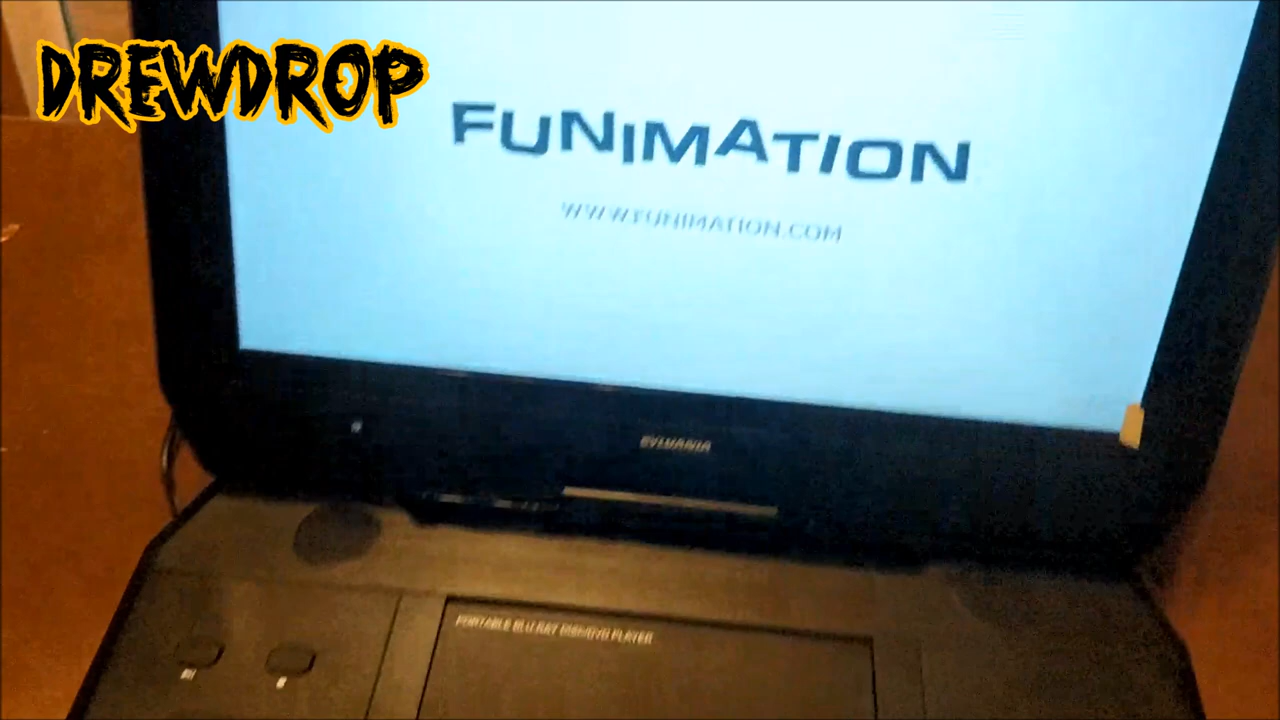 DREWDROP
FUNIMATION
WWW.FUNIMATION.COM
SYLVANIA
PORTABLE BLU-RAY DISC/DVD PLAYER